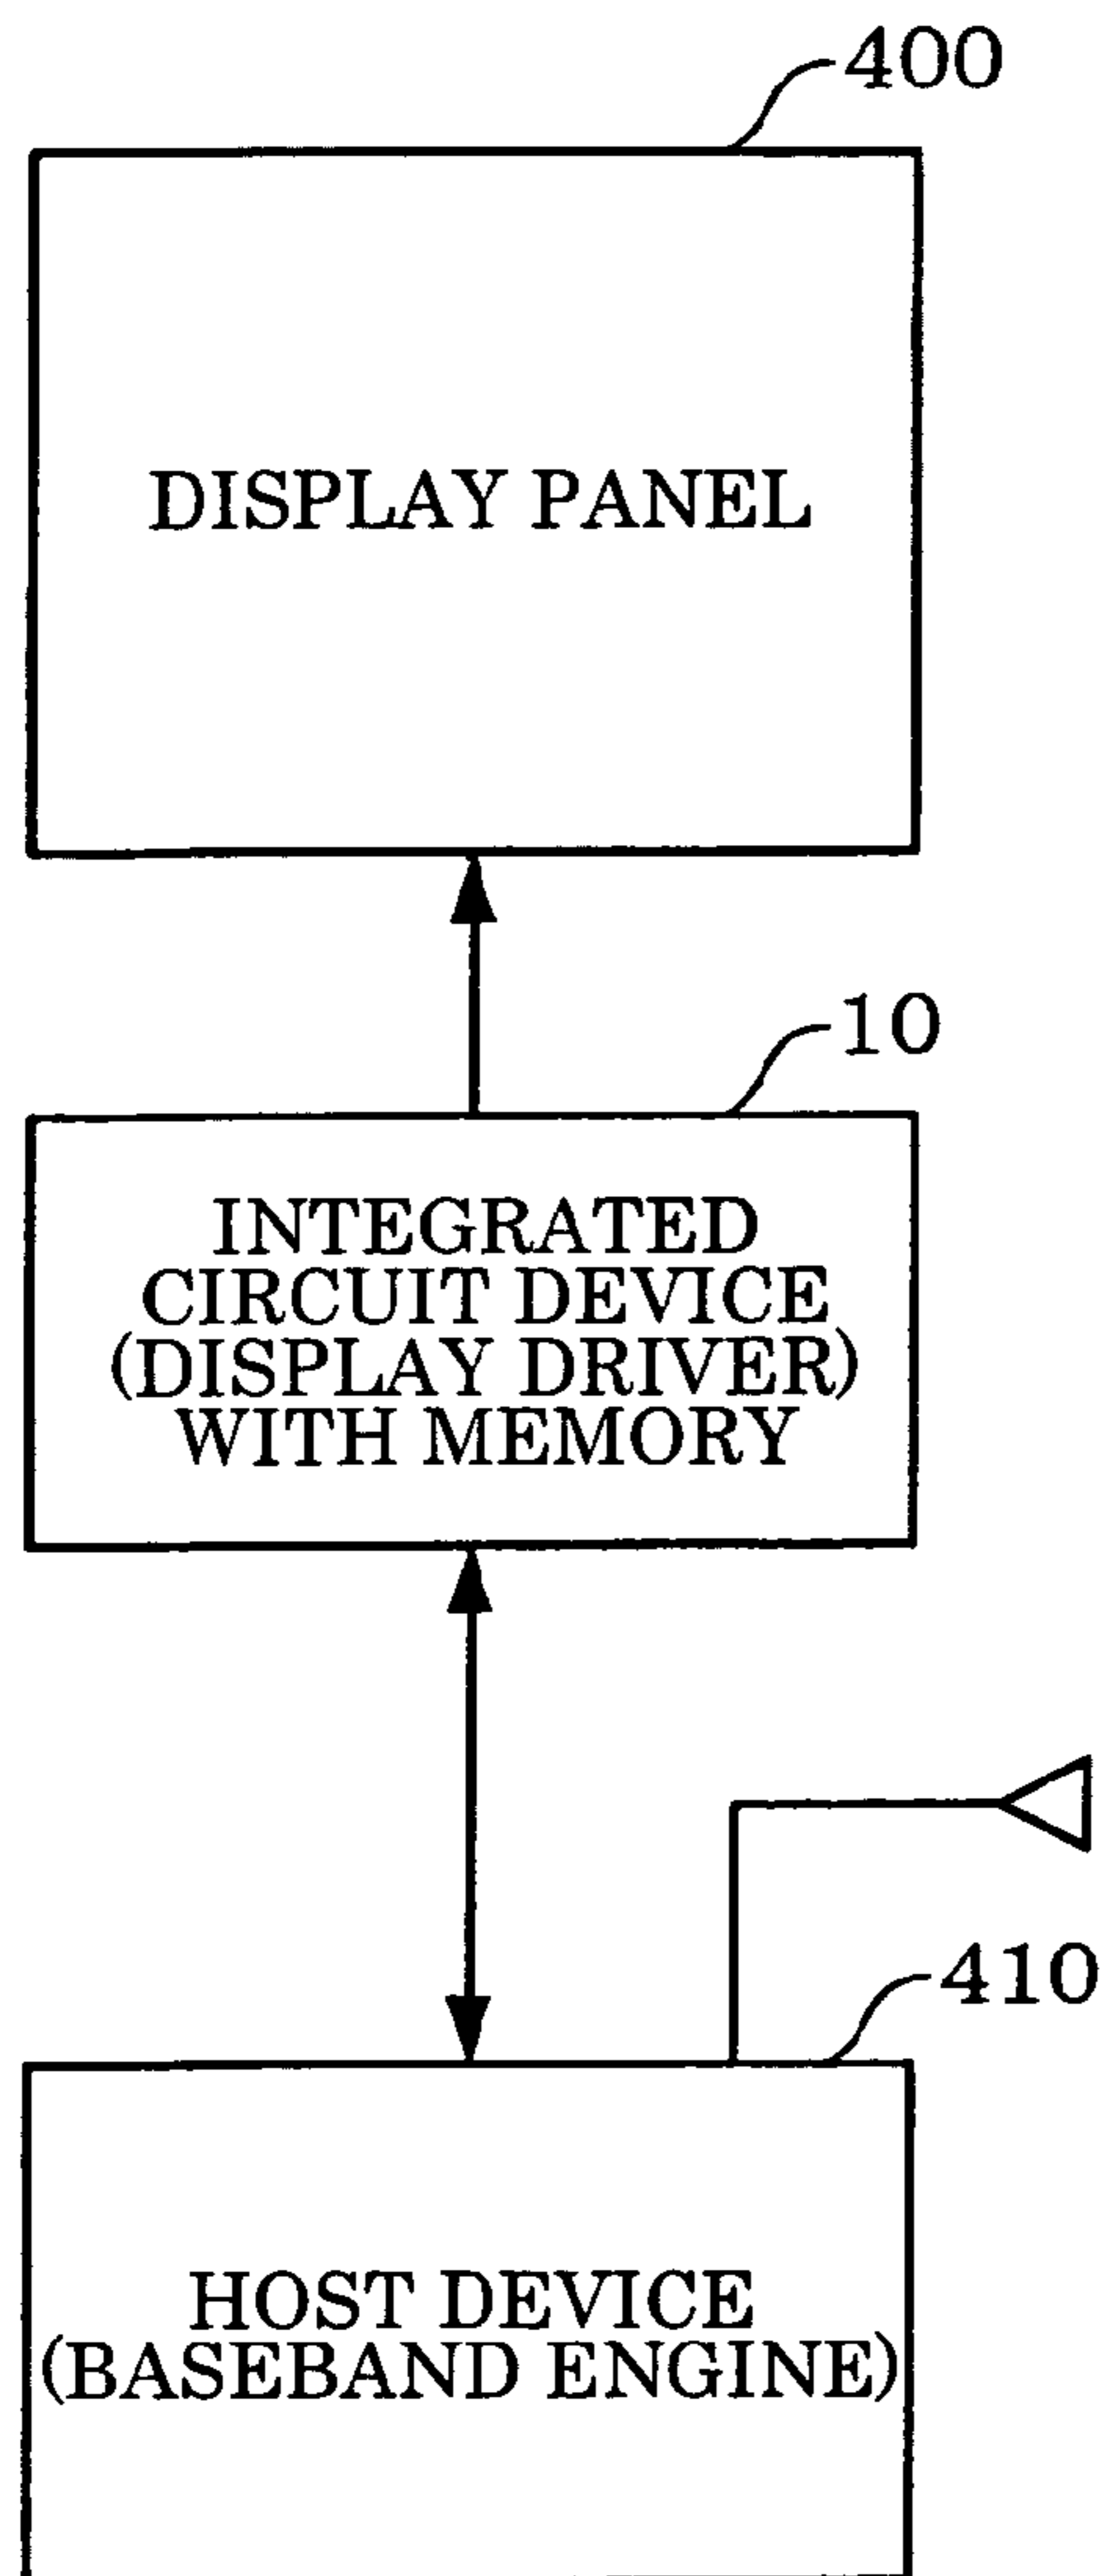 400
DISPLAY PANEL
10
INTEGRATED
CIRCUIT DEVICE
(DISPLAY DRIVER)
WITH MEMORY
410
HOST DEVICE
(BASEBAND ENGINE)